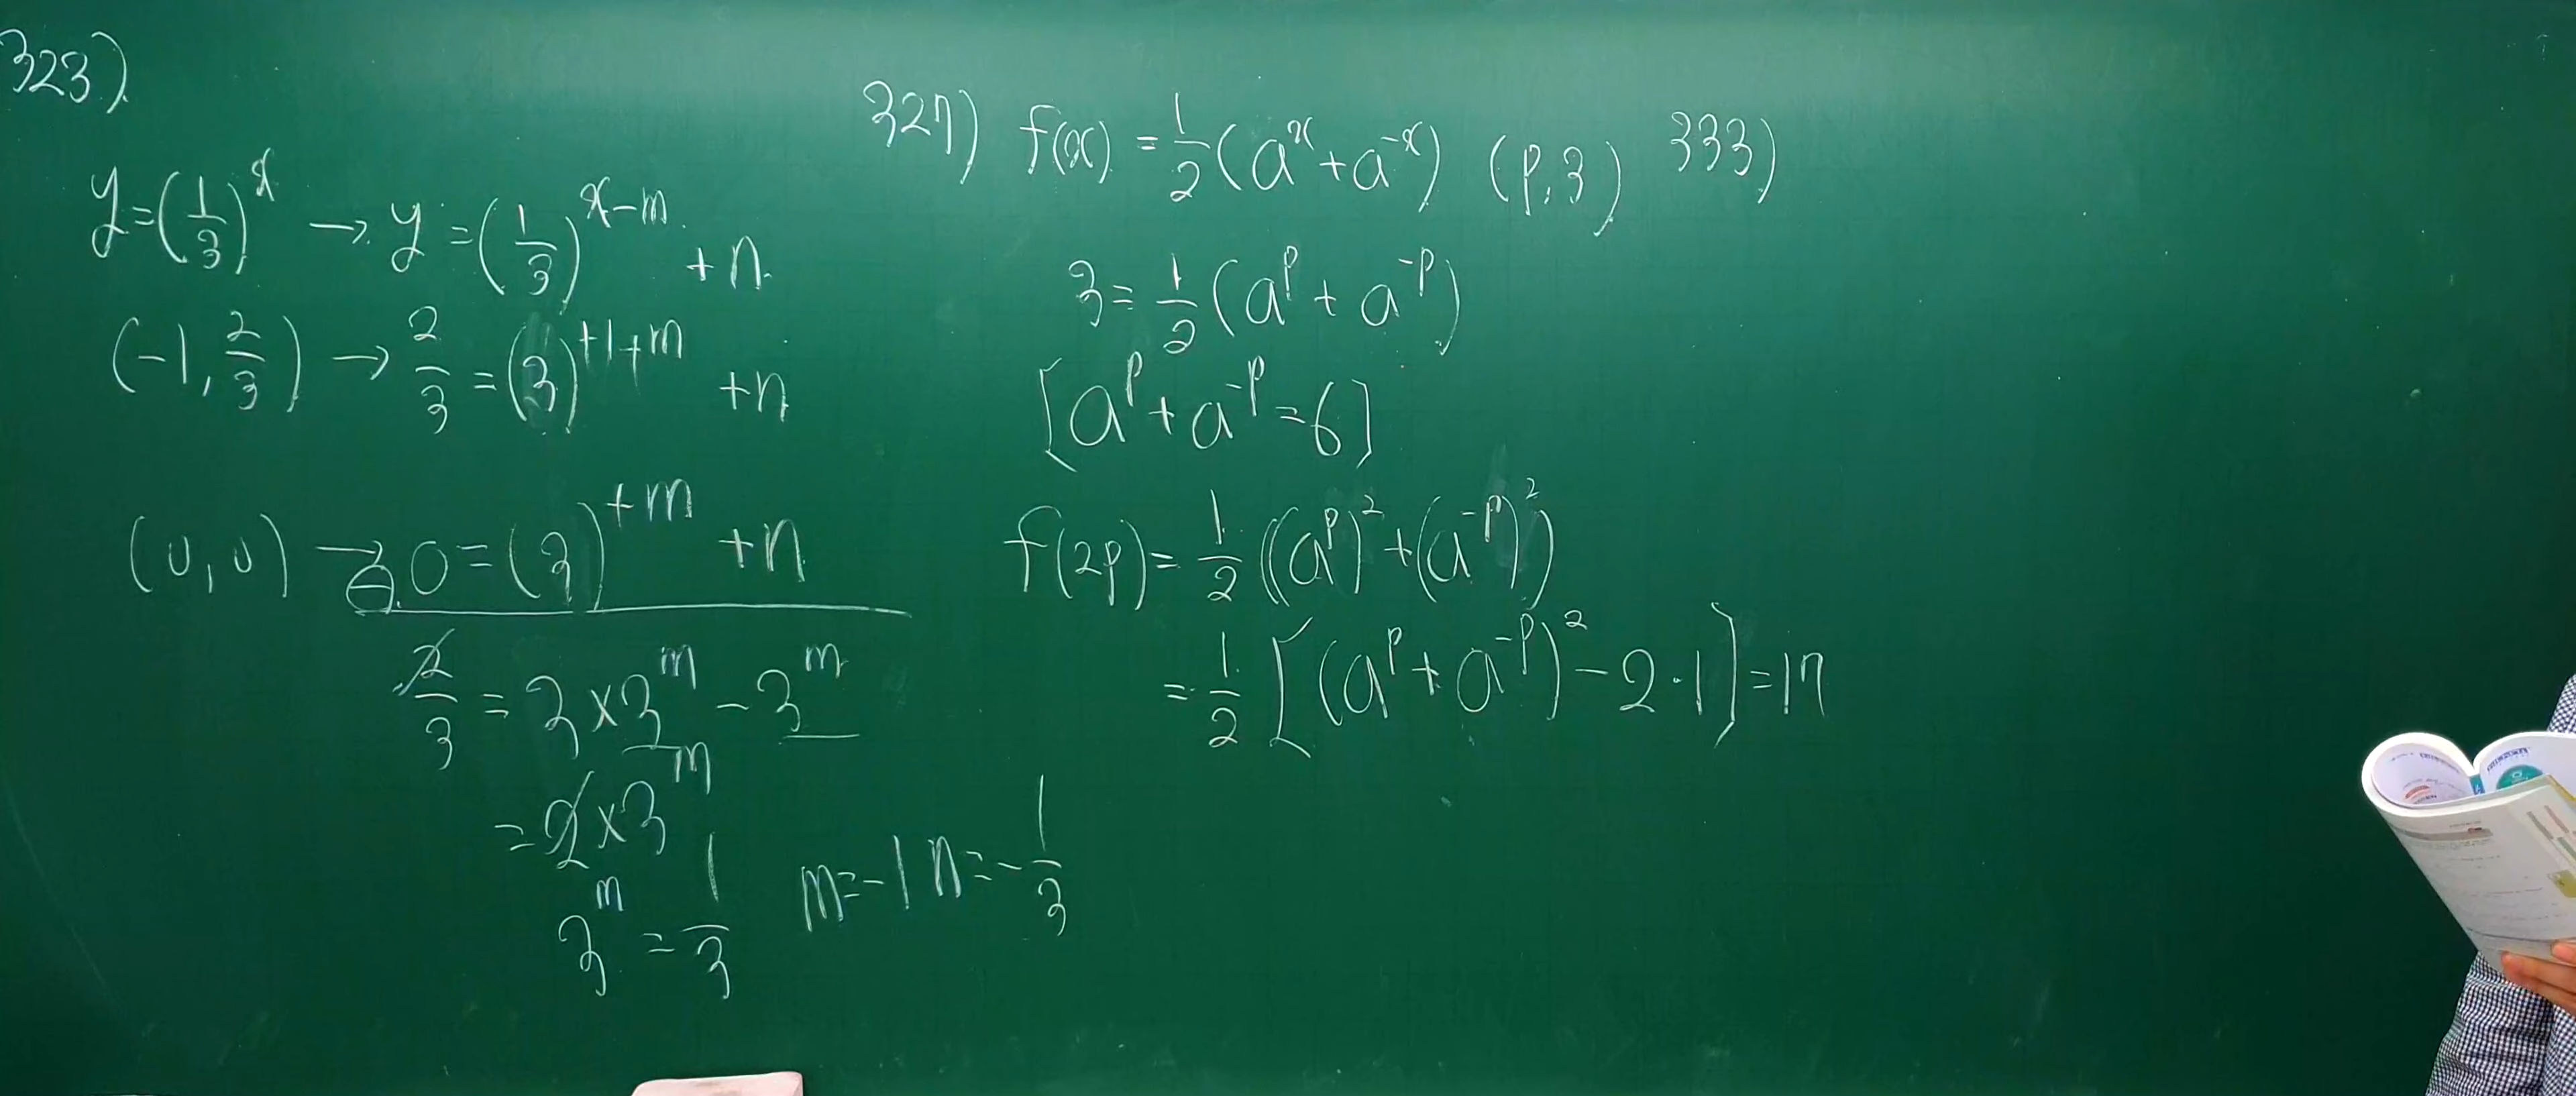 323)
y=(1/3)^x → y=(1/3)^(x-m) +n
(-1, 2/3) → 2/3 = (3)^(+1+m) +n
(0,0) → 0=(3)^(+m) +n
⊖
2/3 = 3×3^m - 3^m
= 2×3^m
3^m = 1/3 m=-1 n=-1/3
327) f(x) = 1/2(a^x+a^-x) (p,3)
3=1/2(a^p + a^-p)
[a^p+a^-p=6]
f(2p)=1/2((a^p)^2+(a^-p)^2)
=1/2[(a^p+a^-p)^2-2·1]=17
333)